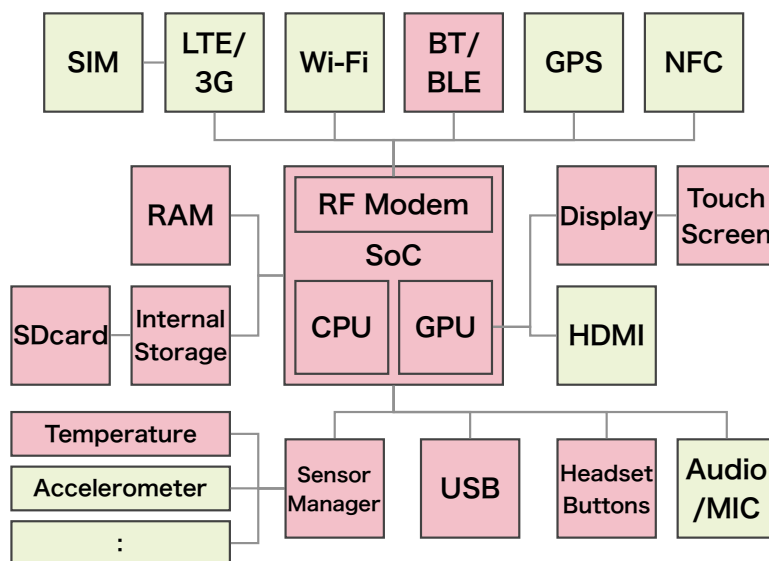 SIM
LTE/
3G
Wi-Fi
BT/
BLE
GPS
NFC
RAM
RF Modem
SoC
CPU
GPU
Display
Touch
Screen
SDcard
Internal
Storage
HDMI
Temperature
Accelerometer
:
Sensor
Manager
USB
Headset
Buttons
Audio
/MIC